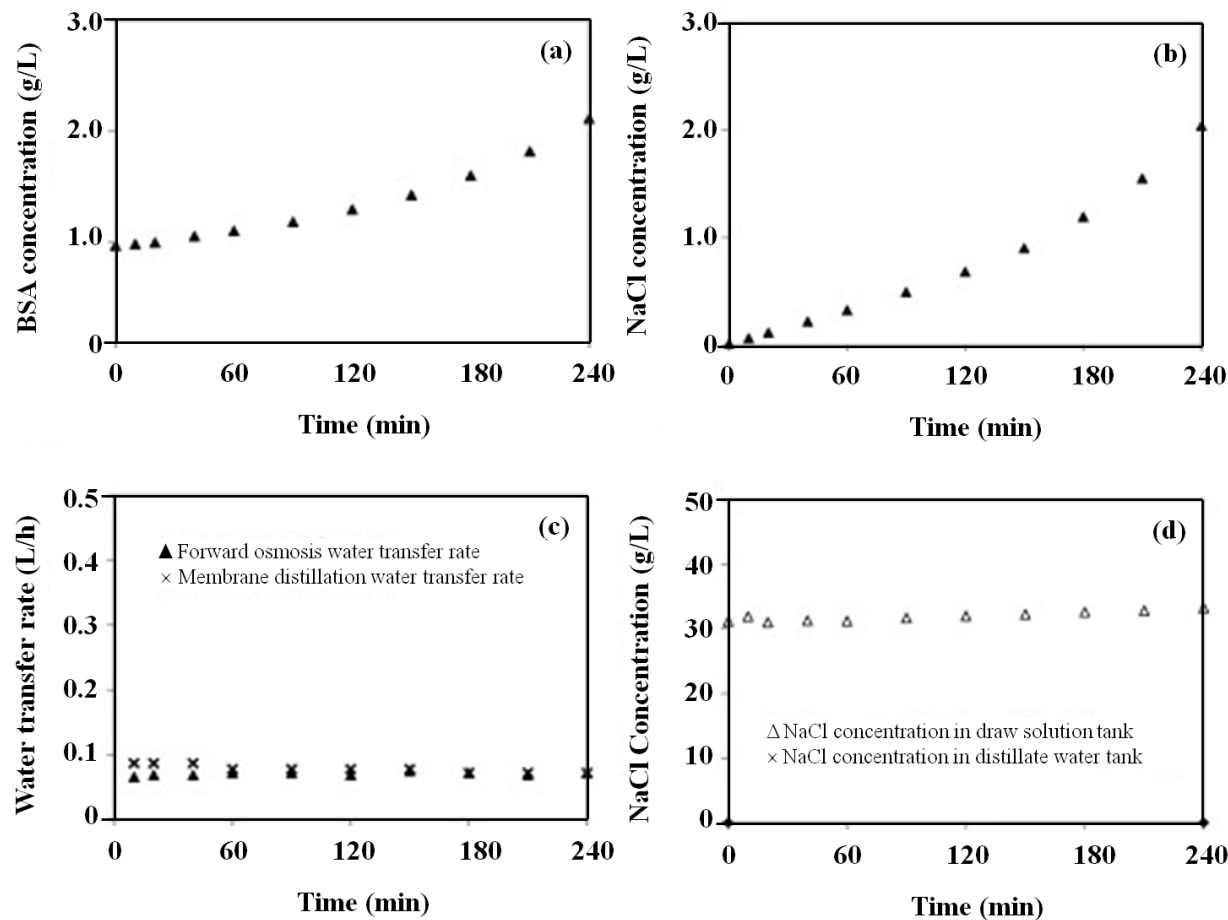 (a)
BSA concentration (g/L)
3.0
2.0
1.0
0
0 60 120 180 240
Time (min)
(b)
NaCl concentration (g/L)
3.0
2.0
1.0
0
0 60 120 180 240
Time (min)
(c)
Water transfer rate (L/h)
0.5
0.4
0.3
0.2
0.1
0
▲ Forward osmosis water transfer rate
× Membrane distillation water transfer rate
0 60 120 180 240
Time (min)
(d)
NaCl Concentration (g/L)
50
40
30
20
10
0
△ NaCl concentration in draw solution tank
× NaCl concentration in distillate water tank
0 60 120 180 240
Time (min)